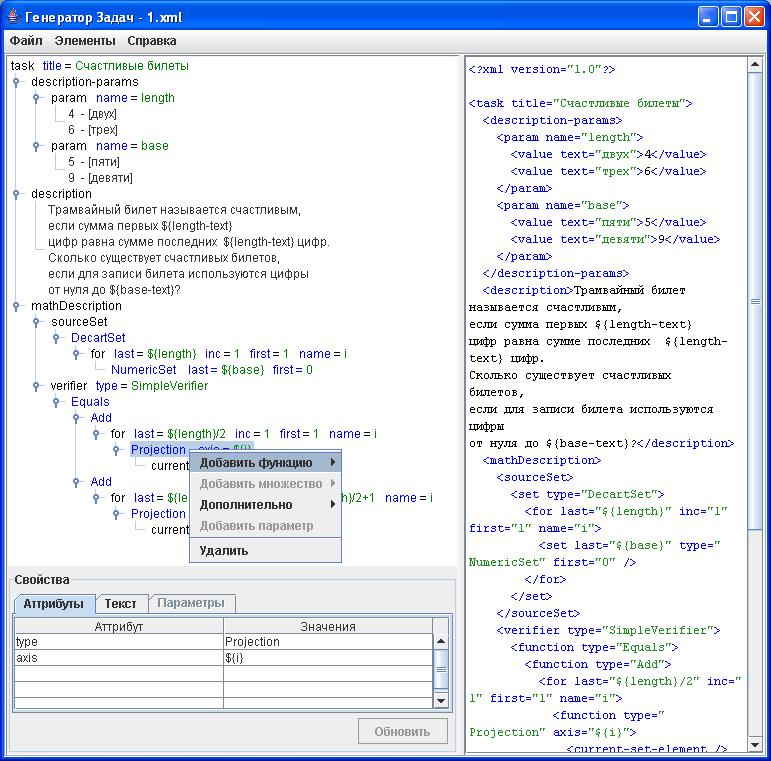 Генератор Задач - 1.xml
Файл Элементы Справка
task title = Счастливые билеты
description-params
param name = length
4 - [двух]
6 - [трех]
param name = base
5 - [пяти]
9 - [девяти]
description
Трамвайный билет называется счастливым,
если сумма первых ${length-text}
цифр равна сумме последних ${length-text} цифр.
Сколько существует счастливых билетов,
если для записи билета используются цифры
от нуля до ${base-text}?
mathDescription
sourceSet
DecartSet
for last = ${length} inc = 1 first = 1 name = i
NumericSet last = ${base} first = 0
verifier type = SimpleVerifier
Equals
Add
for last = ${length}/2 inc = 1 first = 1 name = i
Projection axis = ${i}
current
Add
for last = ${le h}/2+1 name = i
Projection
current
Добавить функцию
Добавить множество
Дополнительно
Добавить параметр
Удалить
Свойства
Аттрибуты Текст Параметры
Аттрибут Значения
type Projection
axis ${i}
Обновить
<?xml version="1.0"?>
<task title="Счастливые билеты">
<description-params>
<param name="length">
<value text="двух">4</value>
<value text="трех">6</value>
</param>
<param name="base">
<value text="пяти">5</value>
<value text="девяти">9</value>
</param>
</description-params>
<description>Трамвайный билет
называется счастливым,
если сумма первых ${length-text}
цифр равна сумме последних ${length-
text} цифр.
Сколько существует счастливых
билетов,
если для записи билета используются
цифры
от нуля до ${base-text}?</description>
<mathDescription>
<sourceSet>
<set type="DecartSet">
<for last="${length}" inc="1"
first="1" name="i">
<set last="${base}" type="
NumericSet" first="0" />
</for>
</set>
</sourceSet>
<verifier type="SimpleVerifier">
<function type="Equals">
<function type="Add">
<for last="${length}/2" inc="
1" first="1" name="i">
<function type="
Projection" axis="${i}">
<current-set-element />